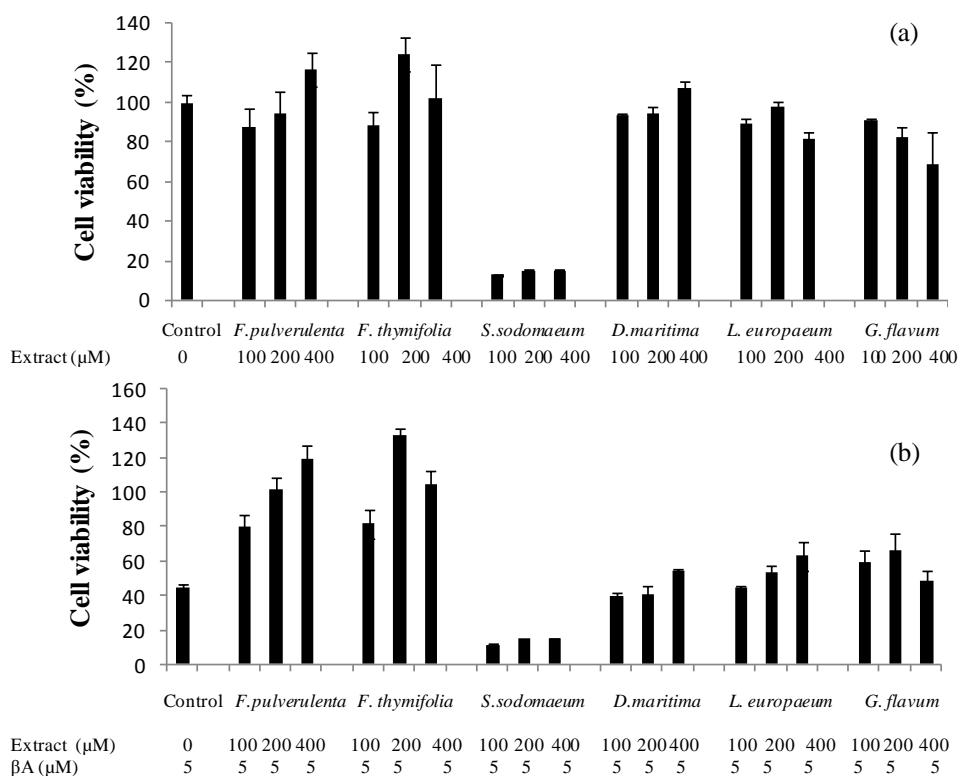 (a)
Cell viability (%)
140
120
100
80
60
40
20
0
Control F.pulverulenta F. thymifolia S.sodomaeum D.maritima L. europaeum G. flavum
Extract (μM) 0 100 200 400 100 200 400 100 200 400 100 200 400 100 200 400 100 200 400
(b)
Cell viability (%)
160
140
120
100
80
60
40
20
0
Control F.pulverulenta F. thymifolia S.sodomaeum D.maritima L. europaeum G. flavum
Extract (μM) 0 100 200 400 100 200 400 100 200 400 100 200 400 100 200 400 100 200 400
βA (μM) 5 5 5 5 5 5 5 5 5 5 5 5 5 5 5 5 5 5 5